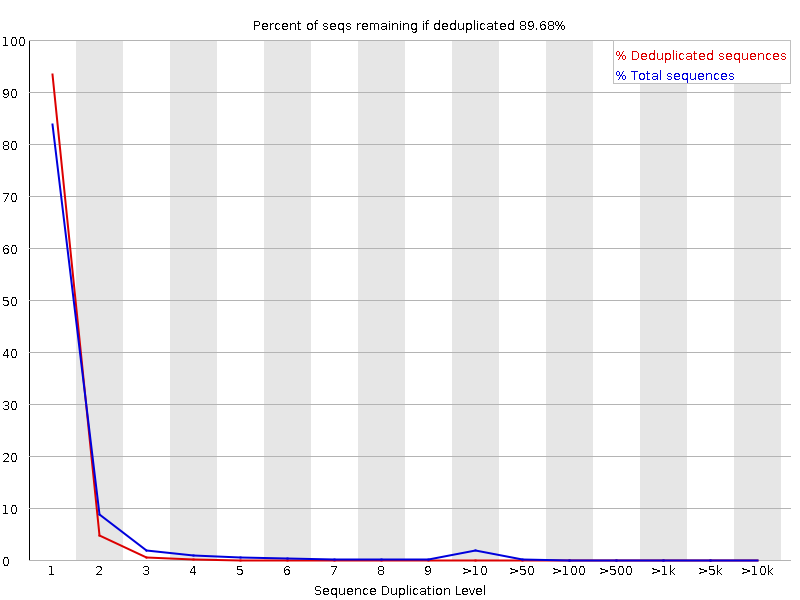 Percent of seqs remaining if deduplicated 89.68%
% Deduplicated sequences
% Total sequences
100
90
80
70
60
50
40
30
20
10
0
1 2 3 4 5 6 7 8 9 >10 >50 >100 >500 >1k >5k >10k
Sequence Duplication Level